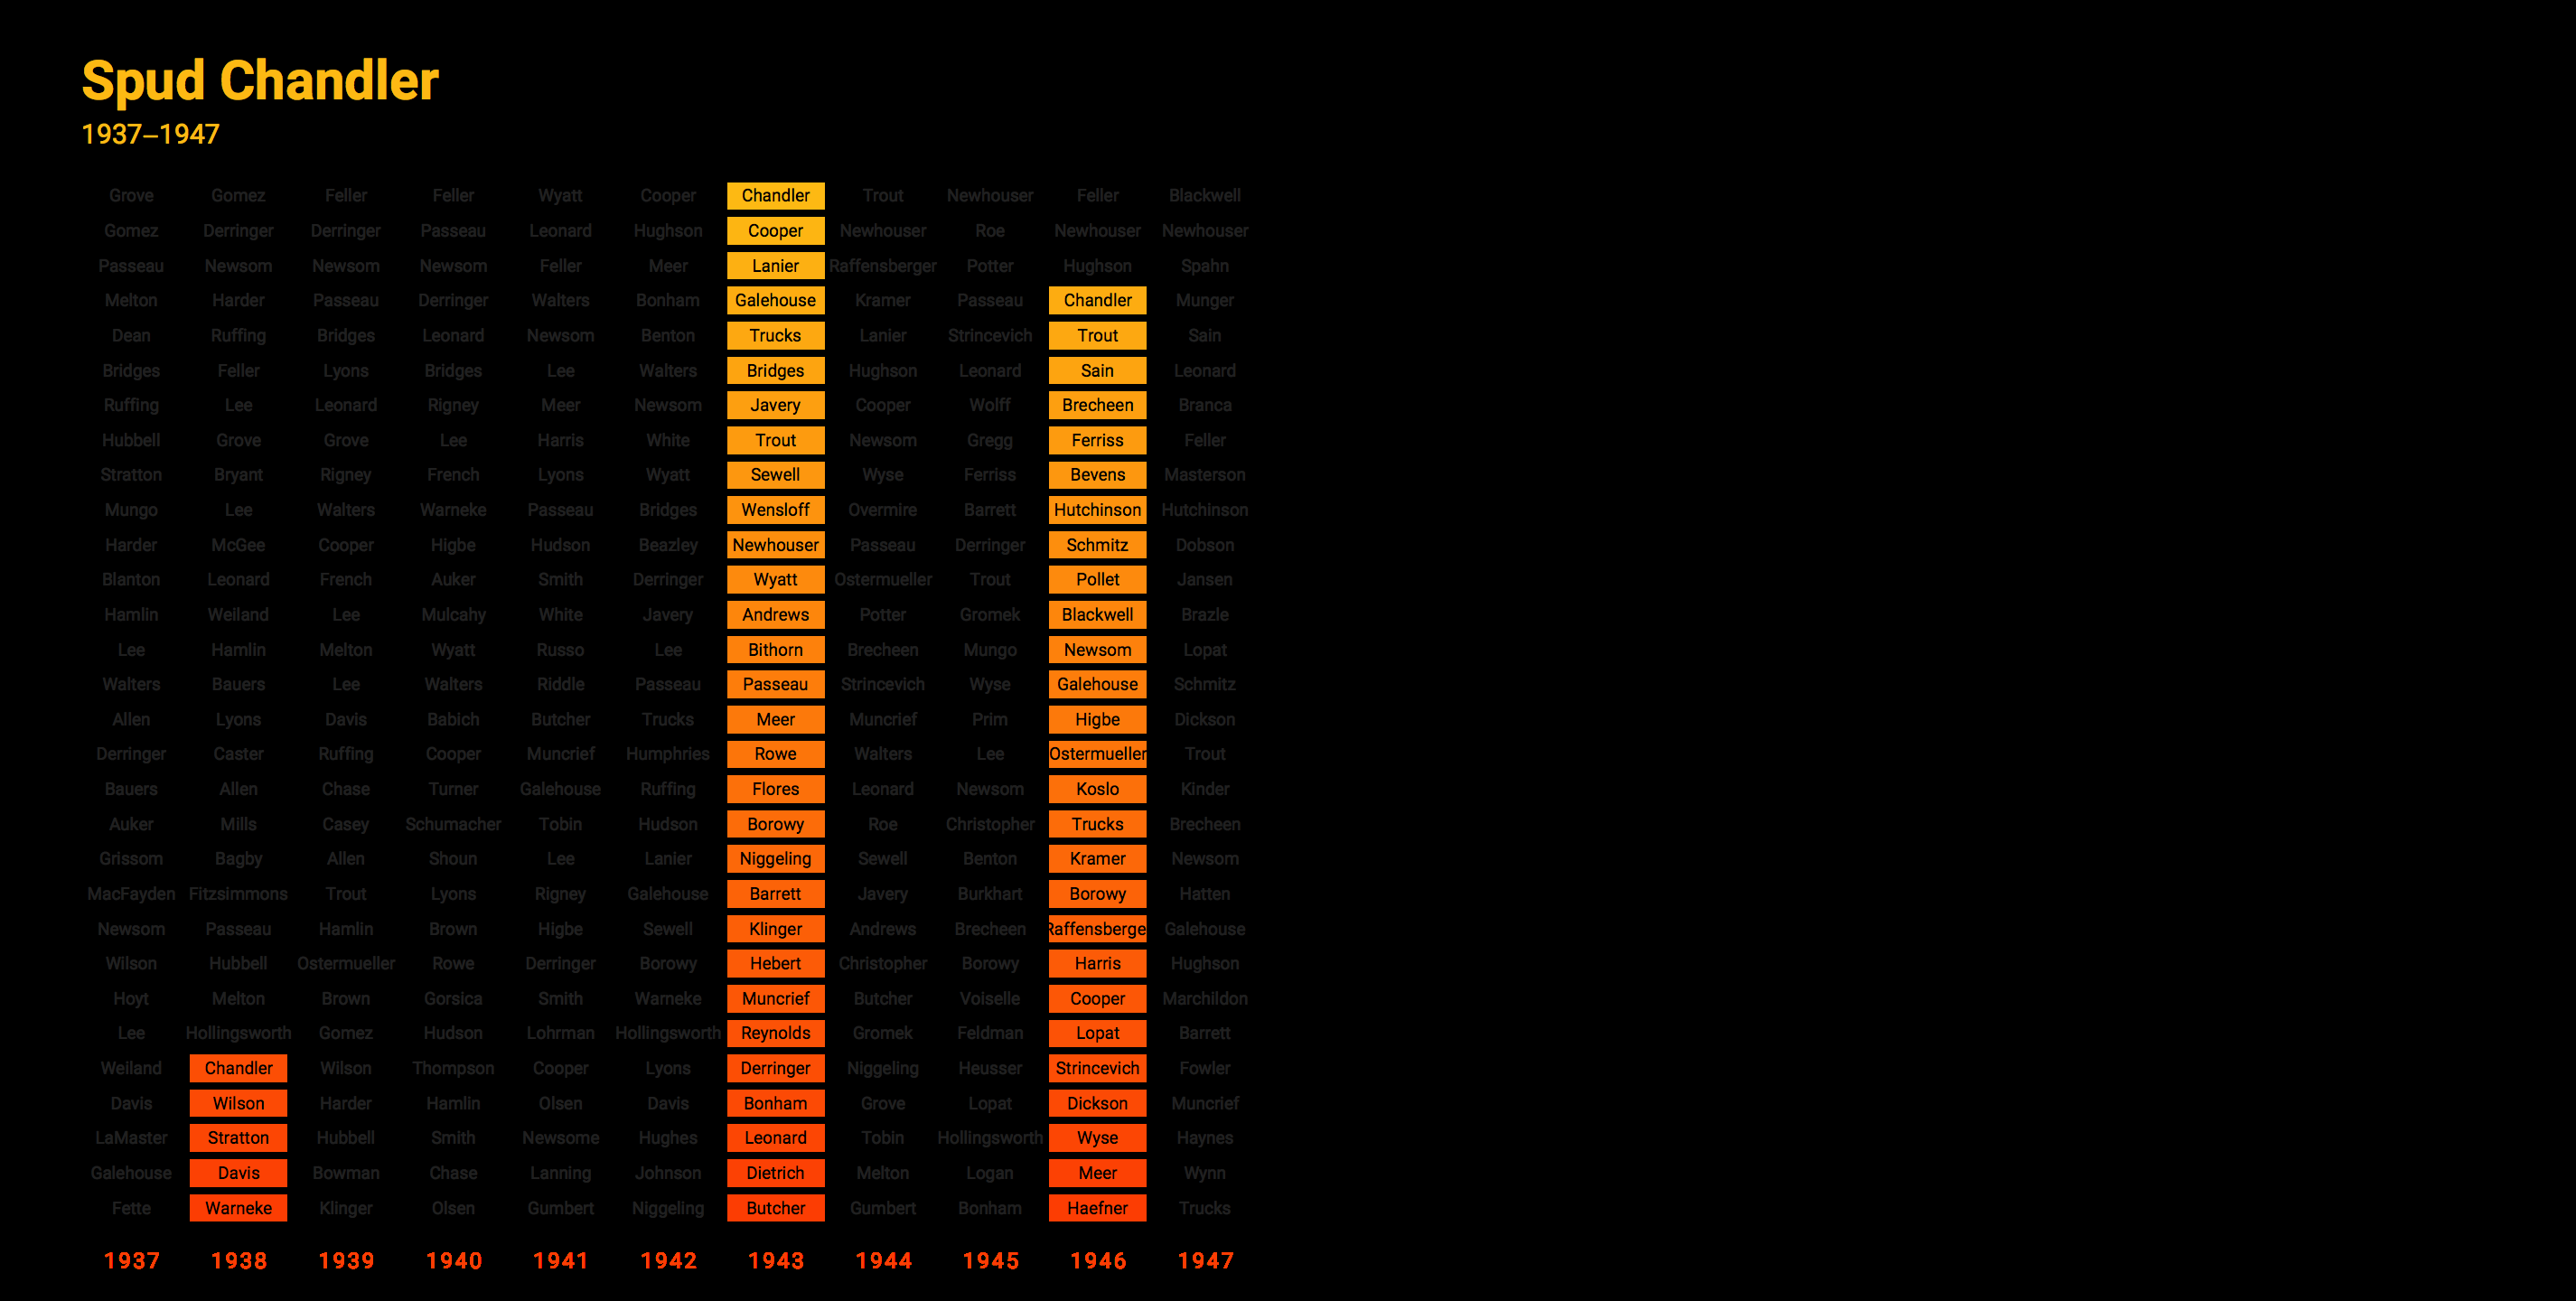 Spud Chandler
1937–1947
Grove Gomez Feller Feller Wyatt Cooper Chandler Trout Newhouser Feller Blackwell
Gomez Derringer Derringer Passeau Leonard Hughson Cooper Newhouser Roe Newhouser Newhouser
Passeau Newsom Newsom Newsom Feller Meer Lanier Raffensberger Potter Hughson Spahn
Melton Harder Passeau Derringer Walters Bonham Galehouse Kramer Passeau Chandler Munger
Dean Ruffing Bridges Leonard Newsom Benton Trucks Lanier Strincevich Trout Sain
Bridges Feller Lyons Bridges Lee Walters Bridges Hughson Leonard Sain Leonard
Ruffing Lee Leonard Rigney Meer Newsom Javery Cooper Wolff Brecheen Branca
Hubbell Grove Grove Lee Harris White Trout Newsom Gregg Ferriss Feller
Stratton Bryant Rigney French Lyons Wyatt Sewell Wyse Ferriss Bevens Masterson
Mungo Lee Walters Warneke Passeau Bridges Wensloff Overmire Barrett Hutchinson Hutchinson
Harder McGee Cooper Higbe Hudson Beazley Newhouser Passeau Derringer Schmitz Dobson
Blanton Leonard French Auker Smith Derringer Wyatt Ostermueller Trout Pollet Jansen
Hamlin Weiland Lee Mulcahy White Javery Andrews Potter Gromek Blackwell Brazle
Lee Hamlin Melton Wyatt Russo Lee Bithorn Brecheen Mungo Newsom Lopat
Walters Bauers Lee Walters Riddle Passeau Passeau Strincevich Wyse Galehouse Schmitz
Allen Lyons Davis Babich Butcher Trucks Meer Muncrief Prim Higbe Dickson
Derringer Caster Ruffing Cooper Muncrief Humphries Rowe Walters Lee Ostermueller Trout
Bauers Allen Chase Turner Galehouse Ruffing Flores Leonard Newsom Koslo Kinder
Auker Mills Casey Schumacher Tobin Hudson Borowy Roe Christopher Trucks Brecheen
Grissom Bagby Allen Shoun Lee Lanier Niggeling Sewell Benton Kramer Newsom
MacFayden Fitzsimmons Trout Lyons Rigney Galehouse Barrett Javery Burkhart Borowy Hatten
Newsom Passeau Hamlin Brown Higbe Sewell Klinger Andrews Brecheen Raffensberge Galehouse
Wilson Hubbell Ostermueller Rowe Derringer Borowy Hebert Christopher Borowy Harris Hughson
Hoyt Melton Brown Gorsica Smith Warneke Muncrief Butcher Voiselle Cooper Marchildon
Lee Hollingsworth Gomez Hudson Lohrman Hollingsworth Reynolds Gromek Feldman Lopat Barrett
Weiland Chandler Wilson Thompson Cooper Lyons Derringer Niggeling Heusser Strincevich Fowler
Davis Wilson Harder Hamlin Olsen Davis Bonham Grove Lopat Dickson Muncrief
LaMaster Stratton Hubbell Smith Newsome Hughes Leonard Tobin Hollingsworth Wyse Haynes
Galehouse Davis Bowman Chase Lanning Johnson Dietrich Melton Logan Meer Wynn
Fette Warneke Klinger Olsen Gumbert Niggeling Butcher Gumbert Bonham Haefner Trucks
1937 1938 1939 1940 1941 1942 1943 1944 1945 1946 1947